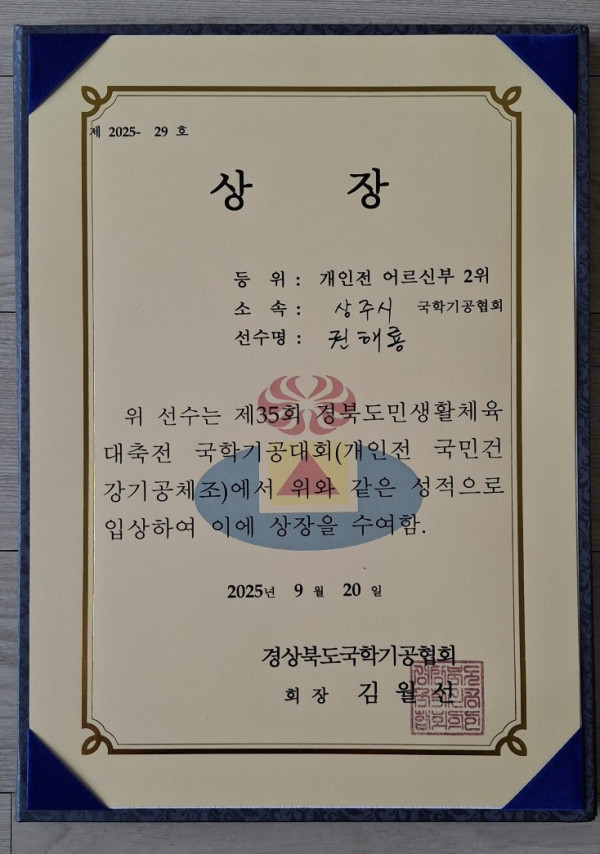 제 2025- 29 호
상 장
등 위 : 개인전 어르신부 2위
소 속 : 상주시 국학기공협회
선수명 : 권해룡
위 선수는 제35회 경북도민생활체육
대축전 국학기공대회(개인전 국민건
강기공체조)에서 위와 같은 성적으로
입상하여 이에 상장을 수여함.
2025년 9 월 20 일
경상북도국학기공협회
회 장 김 월 선